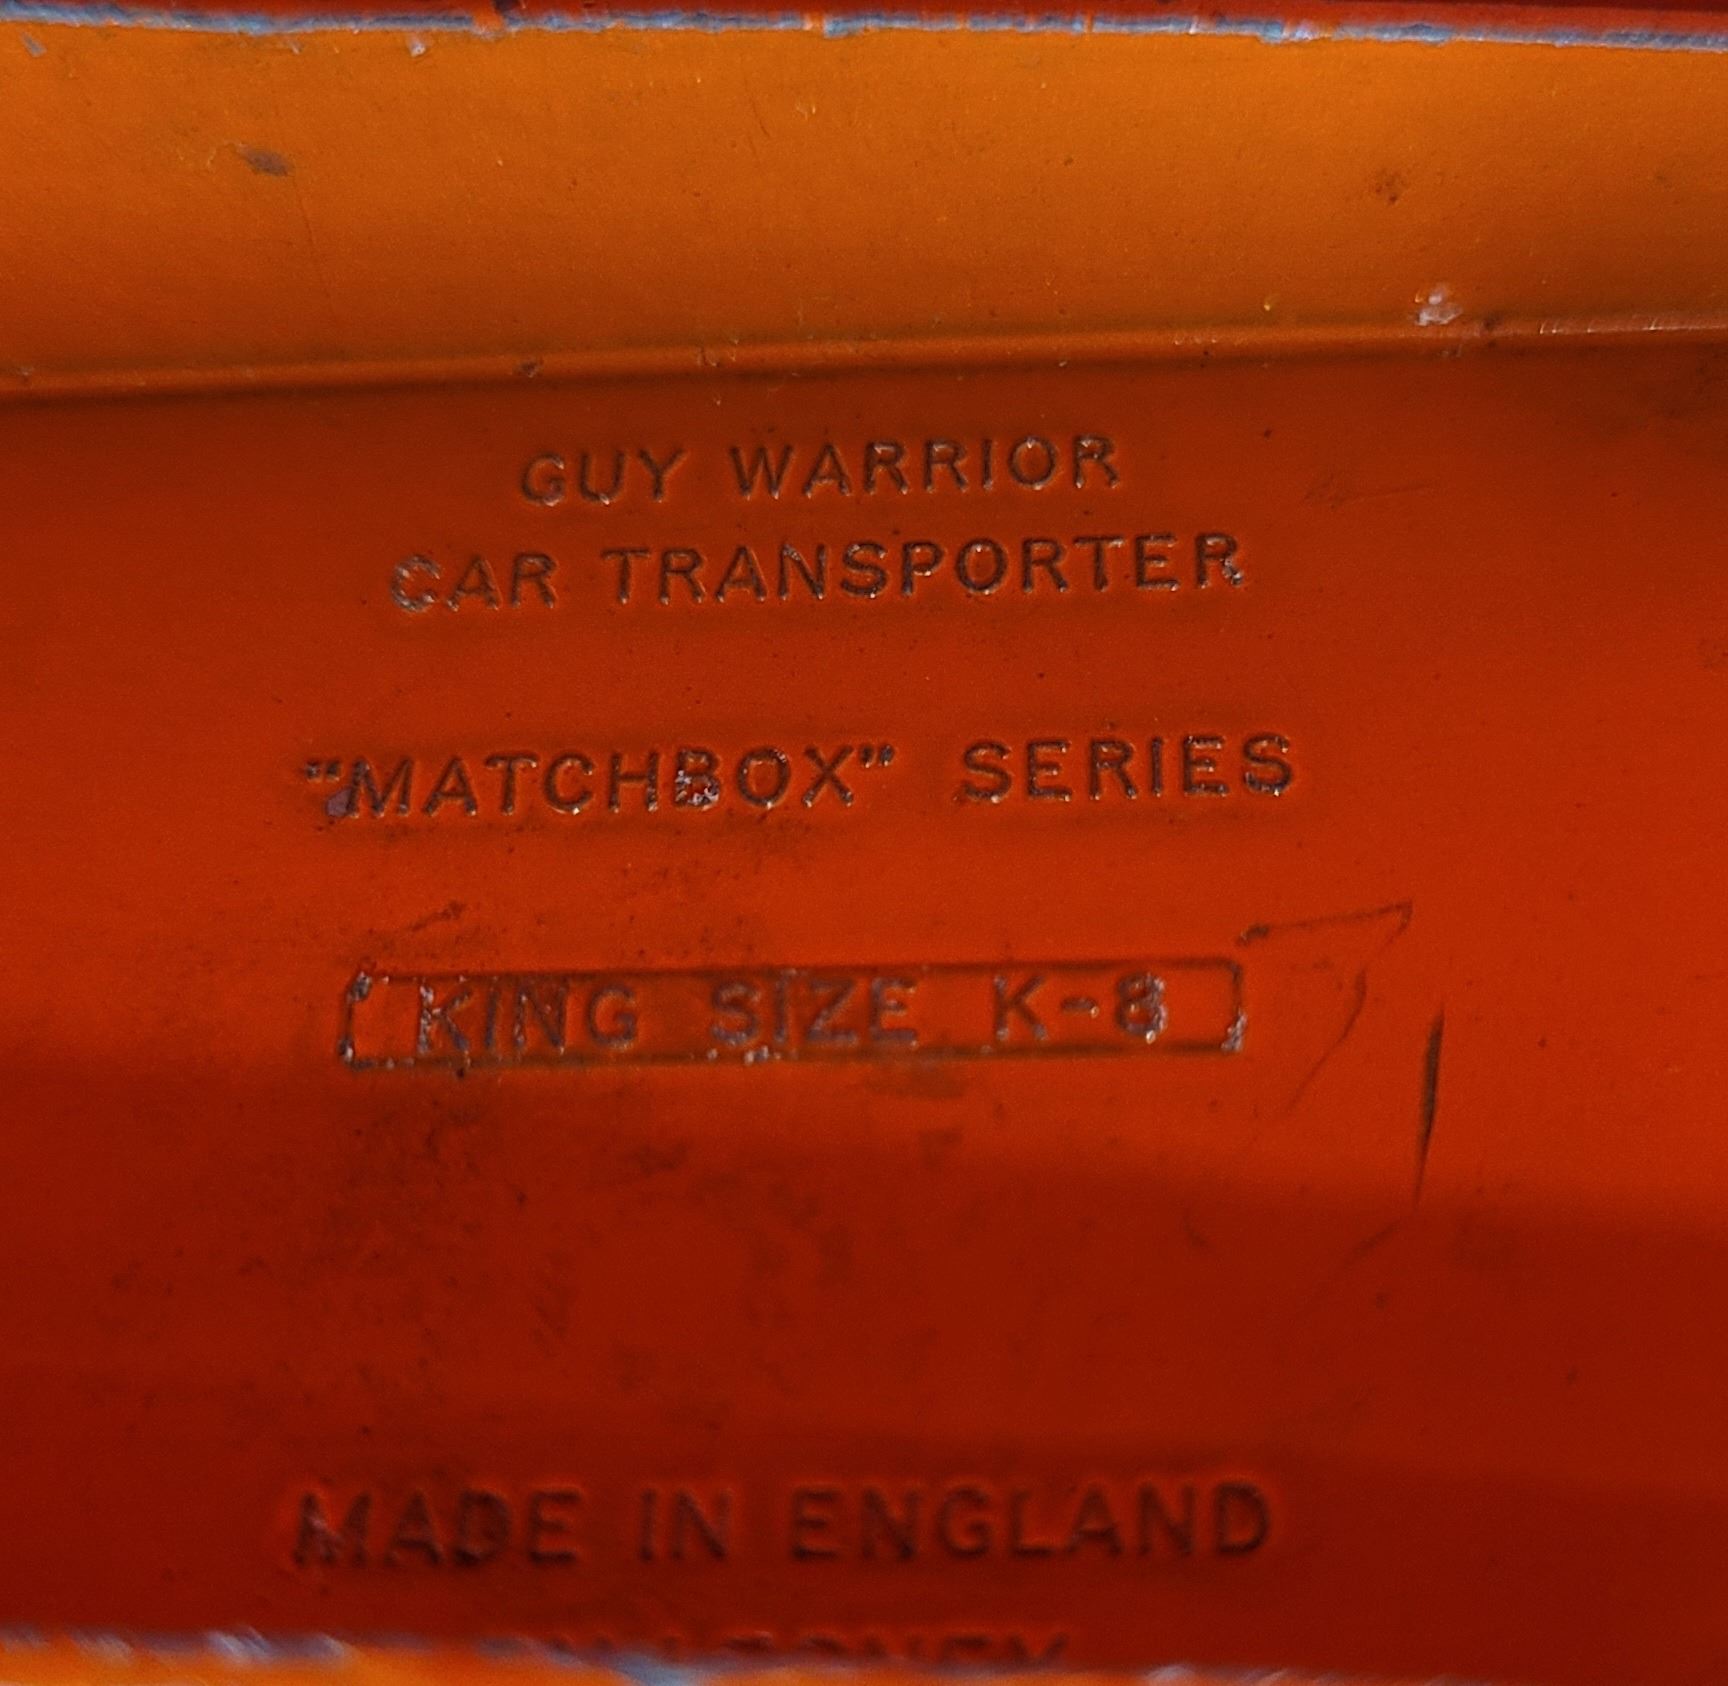 GUY WARRIOR
CAR TRANSPORTER
"MATCHBOX" SERIES
KING SIZE K-8
MADE IN ENGLAND